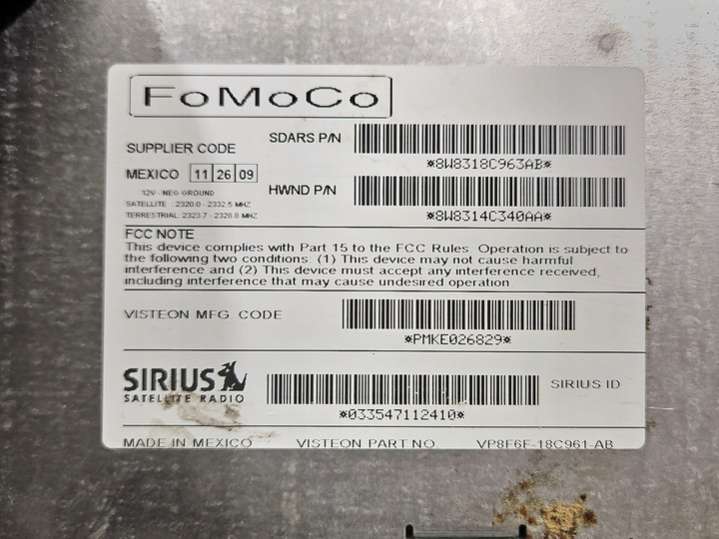 FoMoCo
SUPPLIER CODE
SDARS P/N
*8W8318C963AB*
MEXICO 11 26 09
HWND P/N
*8W8314C340AA*
12V - NEG GROUND
SATELLITE : 2320.0 - 2332.5 MHZ
TERRESTRIAL: 2323.7 - 2328.8 MHZ
FCC NOTE
This device complies with Part 15 to the FCC Rules. Operation is subject to
the following two conditions. (1) This device may not cause harmful
interference and (2) This device must accept any interference received,
including interference that may cause undesired operation
VISTEON MFG CODE
*PMKE026829*
SIRIUS
SATELLITE RADIO
SIRIUS ID
*033547112410*
MADE IN MEXICO VISTEON PART NO VP8F6F-18C961-AB